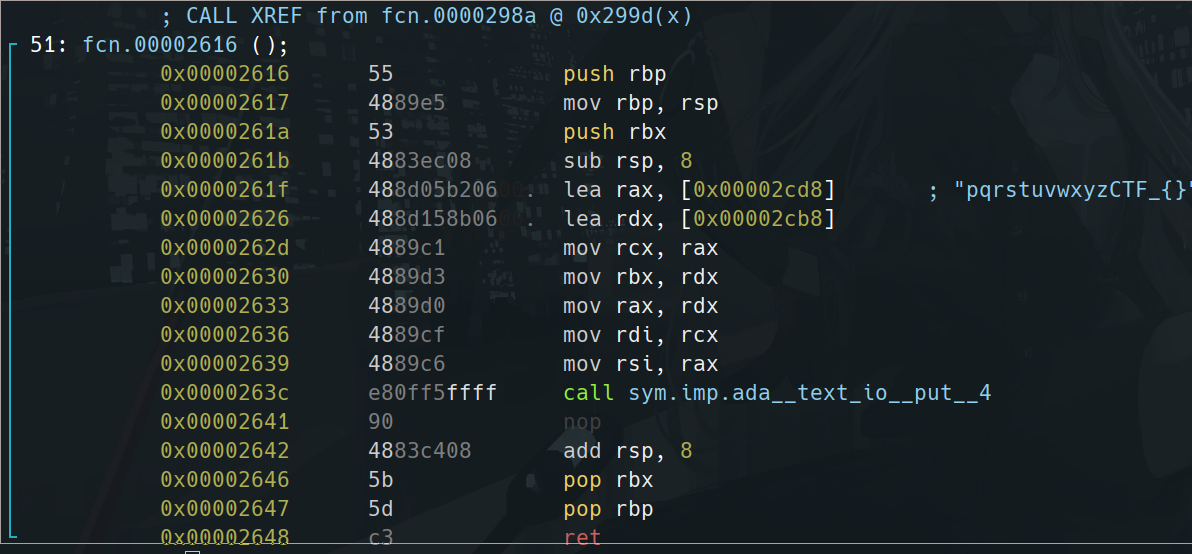 ; CALL XREF from fcn.0000298a @ 0x299d(x)
51: fcn.00002616 ();
0x00002616 55 push rbp
0x00002617 4889e5 mov rbp, rsp
0x0000261a 53 push rbx
0x0000261b 4883ec08 sub rsp, 8
0x0000261f 488d05b206 . lea rax, [0x00002cd8] ; "pqrstuvwxyzCTF_{}"
0x00002626 488d158b06 . lea rdx, [0x00002cb8]
0x0000262d 4889c1 mov rcx, rax
0x00002630 4889d3 mov rbx, rdx
0x00002633 4889d0 mov rax, rdx
0x00002636 4889cf mov rdi, rcx
0x00002639 4889c6 mov rsi, rax
0x0000263c e80ff5ffff call sym.imp.ada__text_io__put__4
0x00002641 90 nop
0x00002642 4883c408 add rsp, 8
0x00002646 5b pop rbx
0x00002647 5d pop rbp
0x00002648 c3 ret